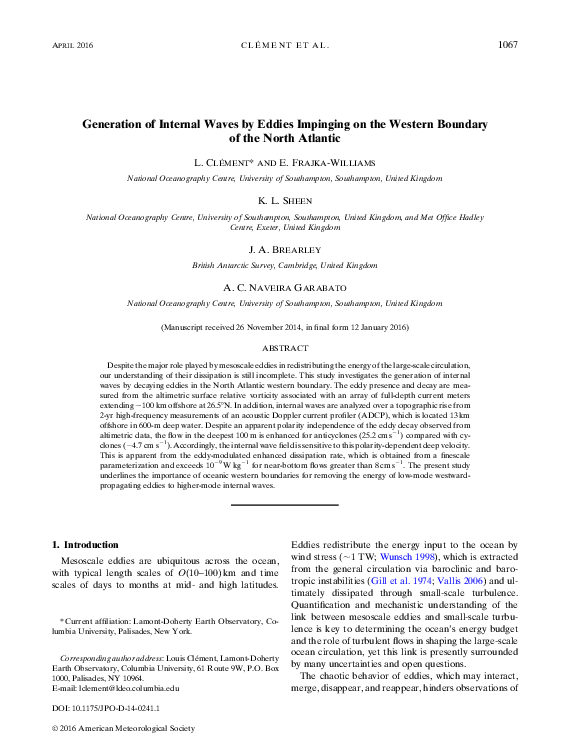 APRIL 2016
CLÉMENT ET AL.
1067
Generation of Internal Waves by Eddies Impinging on the Western Boundary
of the North Atlantic
L. CLÉMENT* AND E. FRAJKA-WILLIAMS
National Oceanography Centre, University of Southampton, Southampton, United Kingdom
K. L. SHEEN
National Oceanography Centre, University of Southampton, Southampton, United Kingdom, and Met Office Hadley
Centre, Exeter, United Kingdom
J. A. BREARLEY
British Antarctic Survey, Cambridge, United Kingdom
A. C. NAVEIRA GARABATO
National Oceanography Centre, University of Southampton, Southampton, United Kingdom
(Manuscript received 26 November 2014, in final form 12 January 2016)
ABSTRACT
Despite the major role played by mesoscale eddies in redistributing the energy of the large-scale circulation,
our understanding of their dissipation is still incomplete. This study investigates the generation of internal
waves by decaying eddies in the North Atlantic western boundary. The eddy presence and decay are mea-
sured from the altimetric surface relative vorticity associated with an array of full-depth current meters
extending ~100 km offshore at 26.5°N. In addition, internal waves are analyzed over a topographic rise from
2-yr high-frequency measurements of an acoustic Doppler current profiler (ADCP), which is located 13 km
offshore in 600-m deep water. Despite an apparent polarity independence of the eddy decay observed from
altimetric data, the flow in the deepest 100 m is enhanced for anticyclones (25.2 cm s⁻¹) compared with cy-
clones (−4.7 cm s⁻¹). Accordingly, the internal wave field is sensitive to this polarity-dependent deep velocity.
This is apparent from the eddy-modulated enhanced dissipation rate, which is obtained from a finescale
parameterization and exceeds 10⁻⁹ W kg⁻¹ for near-bottom flows greater than 8 cm s⁻¹. The present study
underlines the importance of oceanic western boundaries for removing the energy of low-mode westward-
propagating eddies to higher-mode internal waves.
1. Introduction
Mesoscale eddies are ubiquitous across the ocean,
with typical length scales of O(10–100) km and time
scales of days to months at mid- and high latitudes.
* Current affiliation: Lamont-Doherty Earth Observatory, Co-
lumbia University, Palisades, New York.
Corresponding author address: Louis Clément, Lamont-Doherty
Earth Observatory, Columbia University, 61 Route 9W, P.O. Box
1000, Palisades, NY 10964.
E-mail: lclement@ldeo.columbia.edu
DOI: 10.1175/JPO-D-14-0241.1
© 2016 American Meteorological Society
Eddies redistribute the energy input to the ocean by
wind stress (~1 TW; Wunsch 1998), which is extracted
from the general circulation via baroclinic and baro-
tropic instabilities (Gill et al. 1974; Vallis 2006) and ul-
timately dissipated through small-scale turbulence.
Quantification and mechanistic understanding of the
link between mesoscale eddies and small-scale turbu-
lence is key to determining the ocean's energy budget
and the role of turbulent flows in shaping the large-scale
ocean circulation, yet this link is presently surrounded
by many uncertainties and open questions.
The chaotic behavior of eddies, which may interact,
merge, disappear, and reappear, hinders observations of